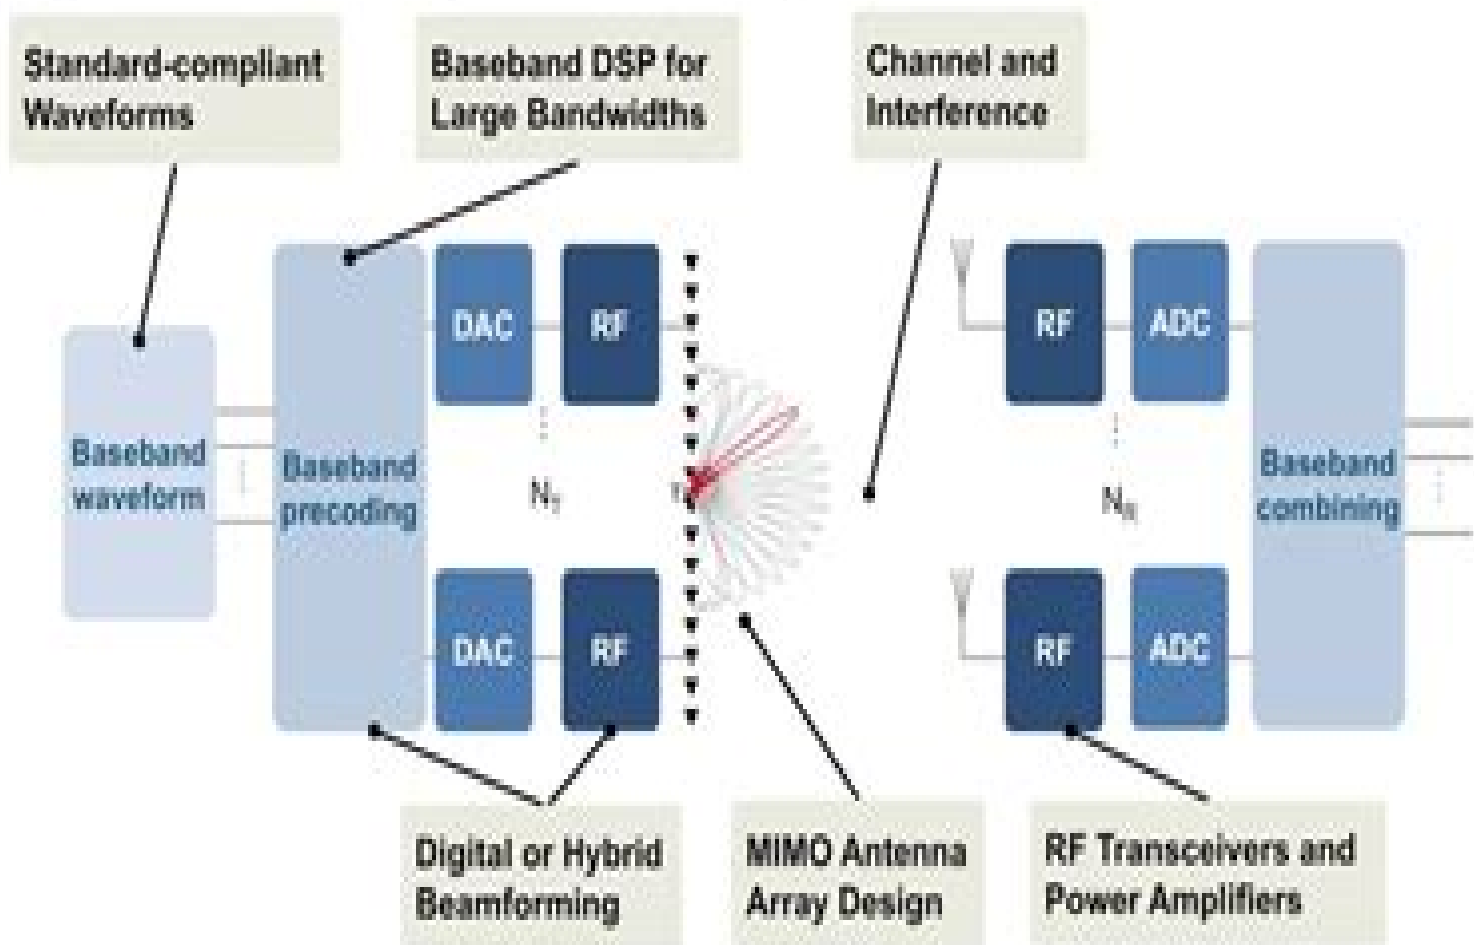 Standard-compliant
Waveforms
Baseband DSP for
Large Bandwidths
Channel and
Interference
DAC
RF
RF
ADC
Baseband
waveform
Baseband
precoding
N_T
N_R
Baseband
combining
DAC
RF
RF
ADC
Digital or Hybrid
Beamforming
MIMO Antenna
Array Design
RF Transceivers and
Power Amplifiers